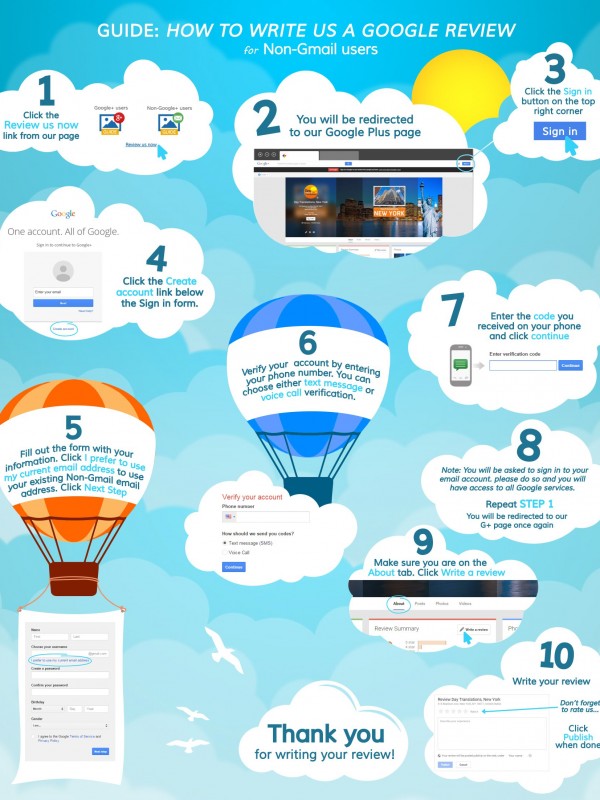 GUIDE: HOW TO WRITE US A GOOGLE REVIEW
for Non-Gmail users
1
Click the
Review us now
link from our page
Google+ users
Non-Google+ users
Review us now
2
You will be redirected
to our Google Plus page
NEW YORK
3
Click the Sign in
button on the top
right corner
Sign in
Google
One account. All of Google.
Sign in to continue to Google+
Enter your email
Next
Create account
4
Click the Create
account link below
the Sign in form.
5
Fill out the form with your
information. Click I prefer to use
my current email address to use
your existing Non-Gmail email
address. Click Next Step
Name
First
Last
Choose your username
@gmail.com
I prefer to use my current email address
Create a password
Confirm your password
Birthday
Month
Day
Year
Gender
I am...
I agree to the Google Terms of Service and
Privacy Policy
Next step
6
Verify your account by entering
your phone number. You can
choose either text message or
voice call verification.
Verify your account
Phone number
How should we send you codes?
Text message (SMS)
Voice Call
Continue
7
Enter the code you
received on your phone
and click continue
Enter verification code
Continue
8
Note: You will be asked to sign in to your
email account, please do so and you will
have access to all Google services.
Repeat STEP 1
You will be redirected to our
G+ page once again
9
Make sure you are on the
About tab. Click Write a review
About
Posts
Photos
Videos
Review Summary
Write a review
10
Write your review
Review Day Translations, New York
Don't forget
to rate us...
Click
Publish
when done
Thank you
for writing your review!